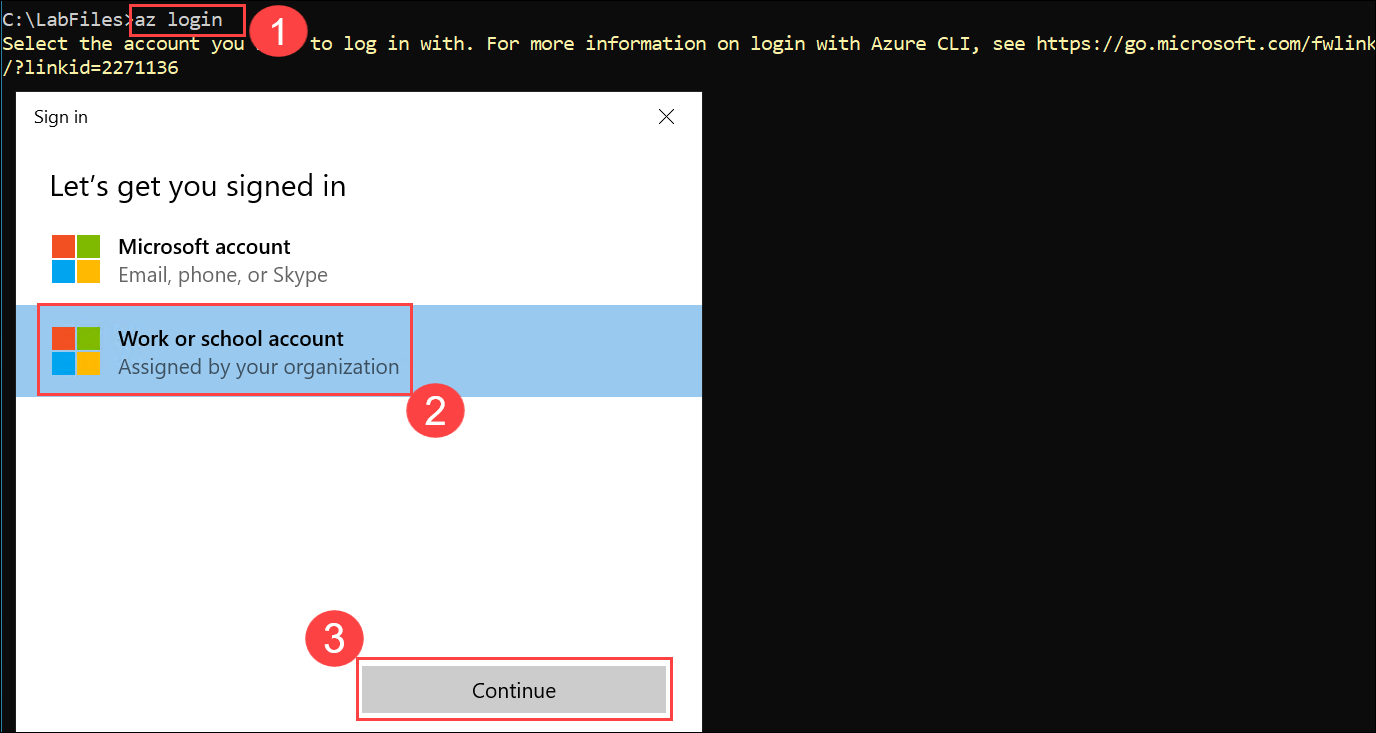 C:\LabFiles>az login
1
Select the account you to log in with. For more information on login with Azure CLI, see https://go.microsoft.com/fwlink
/?linkid=2271136
Sign in
Let's get you signed in
Microsoft account
Email, phone, or Skype
Work or school account
Assigned by your organization
2
3
Continue